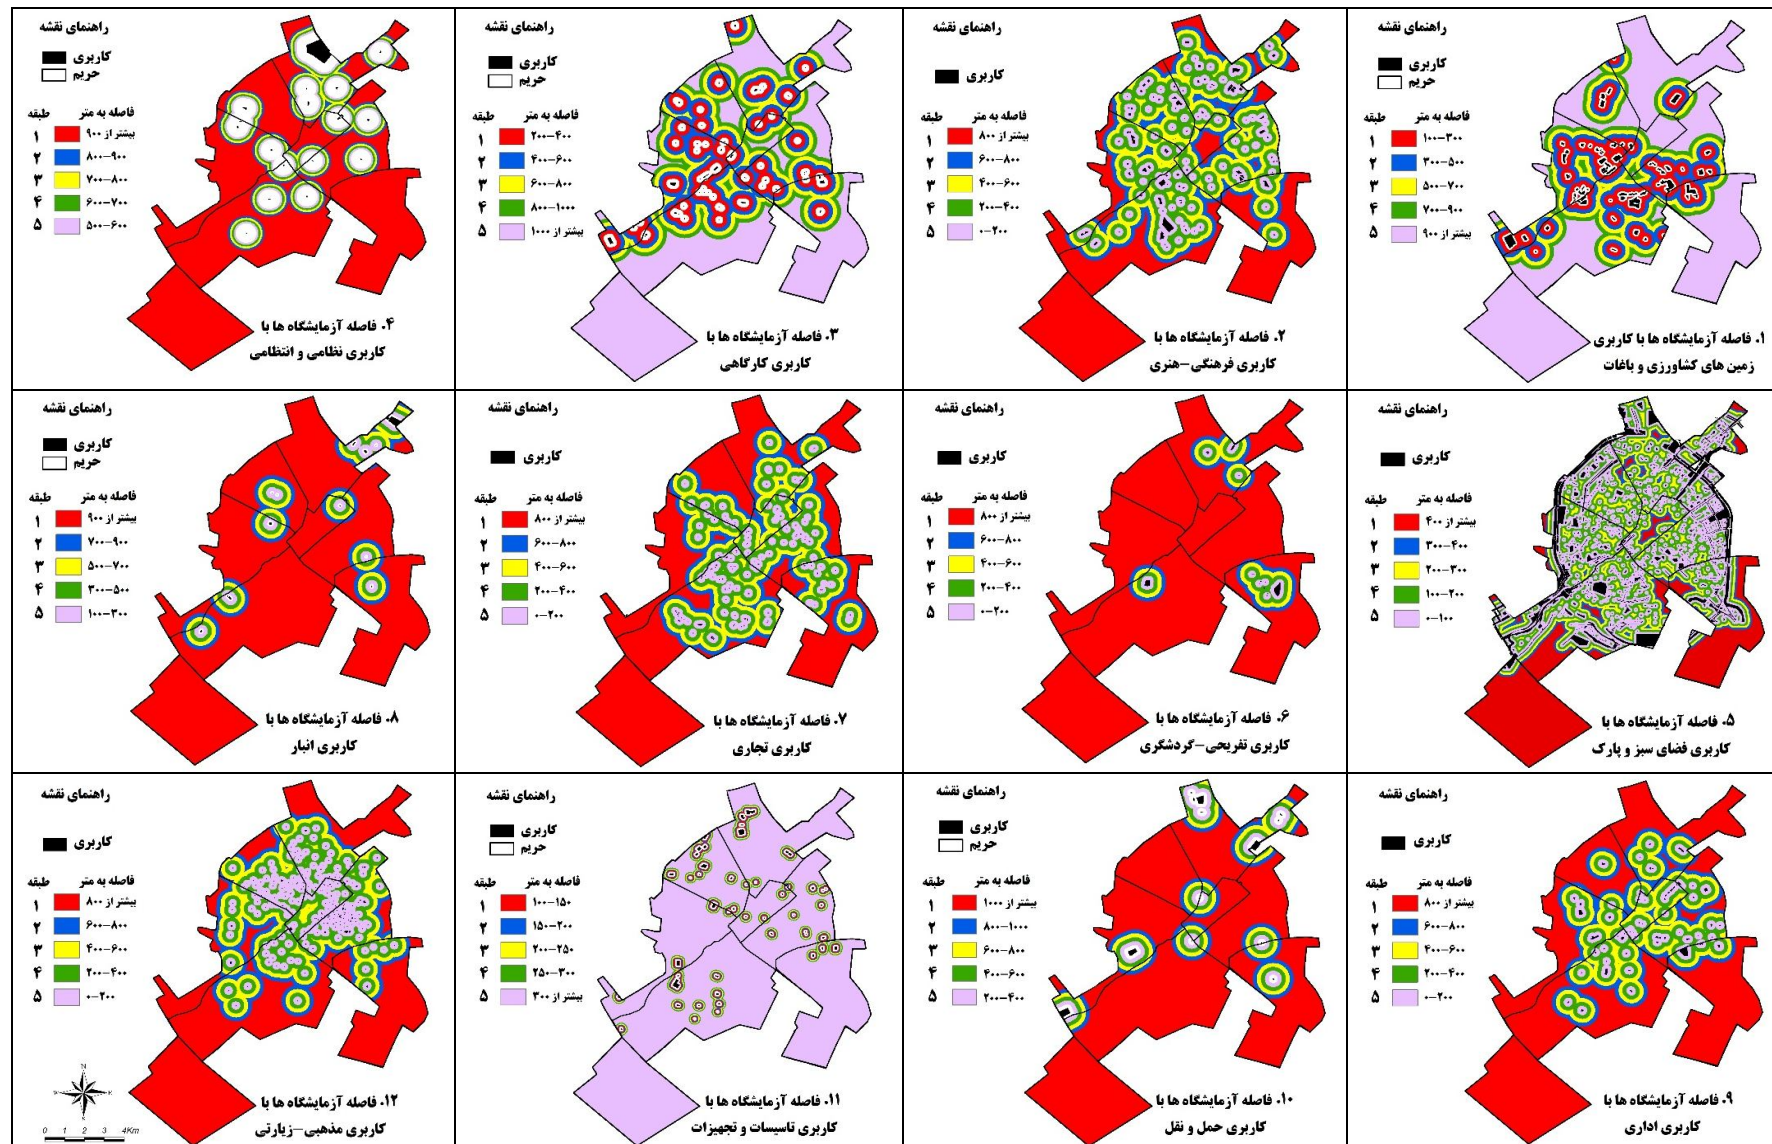 راهنمای نقشه
کاربری
حریم
طبقه فاصله به متر
۱ ۱۰۰-۳۰۰
۲ ۳۰۰-۵۰۰
۳ ۵۰۰-۷۰۰
۴ ۷۰۰-۹۰۰
۵ بیشتر از ۹۰۰
۱. فاصله آزمایشگاه ها با کاربری
زمین های کشاورزی و باغات
راهنمای نقشه
کاربری
طبقه فاصله به متر
۱ بیشتر از ۸۰۰
۲ ۶۰۰-۸۰۰
۳ ۴۰۰-۶۰۰
۴ ۲۰۰-۴۰۰
۵ ۰-۲۰۰
۲. فاصله آزمایشگاه ها با
کاربری فرهنگی-هنری
راهنمای نقشه
کاربری
حریم
طبقه فاصله به متر
۱ ۲۰۰-۴۰۰
۲ ۴۰۰-۶۰۰
۳ ۶۰۰-۸۰۰
۴ ۸۰۰-۱۰۰۰
۵ بیشتر از ۱۰۰۰
۳. فاصله آزمایشگاه ها با
کاربری کارگاهی
راهنمای نقشه
کاربری
حریم
طبقه فاصله به متر
۱ بیشتر از ۹۰۰
۲ ۸۰۰-۹۰۰
۳ ۷۰۰-۸۰۰
۴ ۶۰۰-۷۰۰
۵ ۵۰۰-۶۰۰
۴. فاصله آزمایشگاه ها با
کاربری نظامی و انتظامی
راهنمای نقشه
کاربری
طبقه فاصله به متر
۱ بیشتر از ۴۰۰
۲ ۳۰۰-۴۰۰
۳ ۲۰۰-۳۰۰
۴ ۱۰۰-۲۰۰
۵ ۰-۱۰۰
۵. فاصله آزمایشگاه ها با
کاربری فضای سبز و پارک
راهنمای نقشه
کاربری
طبقه فاصله به متر
۱ بیشتر از ۸۰۰
۲ ۶۰۰-۸۰۰
۳ ۴۰۰-۶۰۰
۴ ۲۰۰-۴۰۰
۵ ۰-۲۰۰
۶. فاصله آزمایشگاه ها با
کاربری تفریحی-گردشگری
راهنمای نقشه
کاربری
طبقه فاصله به متر
۱ بیشتر از ۸۰۰
۲ ۶۰۰-۸۰۰
۳ ۴۰۰-۶۰۰
۴ ۲۰۰-۴۰۰
۵ ۰-۲۰۰
۷. فاصله آزمایشگاه ها با
کاربری تجاری
راهنمای نقشه
کاربری
حریم
طبقه فاصله به متر
۱ بیشتر از ۹۰۰
۲ ۷۰۰-۹۰۰
۳ ۵۰۰-۷۰۰
۴ ۳۰۰-۵۰۰
۵ ۱۰۰-۳۰۰
۸. فاصله آزمایشگاه ها با
کاربری انبار
راهنمای نقشه
کاربری
طبقه فاصله به متر
۱ بیشتر از ۸۰۰
۲ ۶۰۰-۸۰۰
۳ ۴۰۰-۶۰۰
۴ ۲۰۰-۴۰۰
۵ ۰-۲۰۰
۹. فاصله آزمایشگاه ها با
کاربری اداری
راهنمای نقشه
کاربری
حریم
طبقه فاصله به متر
۱ بیشتر از ۱۰۰۰
۲ ۸۰۰-۱۰۰۰
۳ ۶۰۰-۸۰۰
۴ ۴۰۰-۶۰۰
۵ ۲۰۰-۴۰۰
۱۰. فاصله آزمایشگاه ها با
کاربری حمل و نقل
راهنمای نقشه
کاربری
حریم
طبقه فاصله به متر
۱ ۱۰۰-۱۵۰
۲ ۱۵۰-۲۰۰
۳ ۲۰۰-۲۵۰
۴ ۲۵۰-۳۰۰
۵ بیشتر از ۳۰۰
۱۱. فاصله آزمایشگاه ها با
کاربری تاسیسات و تجهیزات
راهنمای نقشه
کاربری
طبقه فاصله به متر
۱ بیشتر از ۸۰۰
۲ ۶۰۰-۸۰۰
۳ ۴۰۰-۶۰۰
۴ ۲۰۰-۴۰۰
۵ ۰-۲۰۰
۱۲. فاصله آزمایشگاه ها با
کاربری مذهبی-زیارتی
N
0 1 2 3 4Km